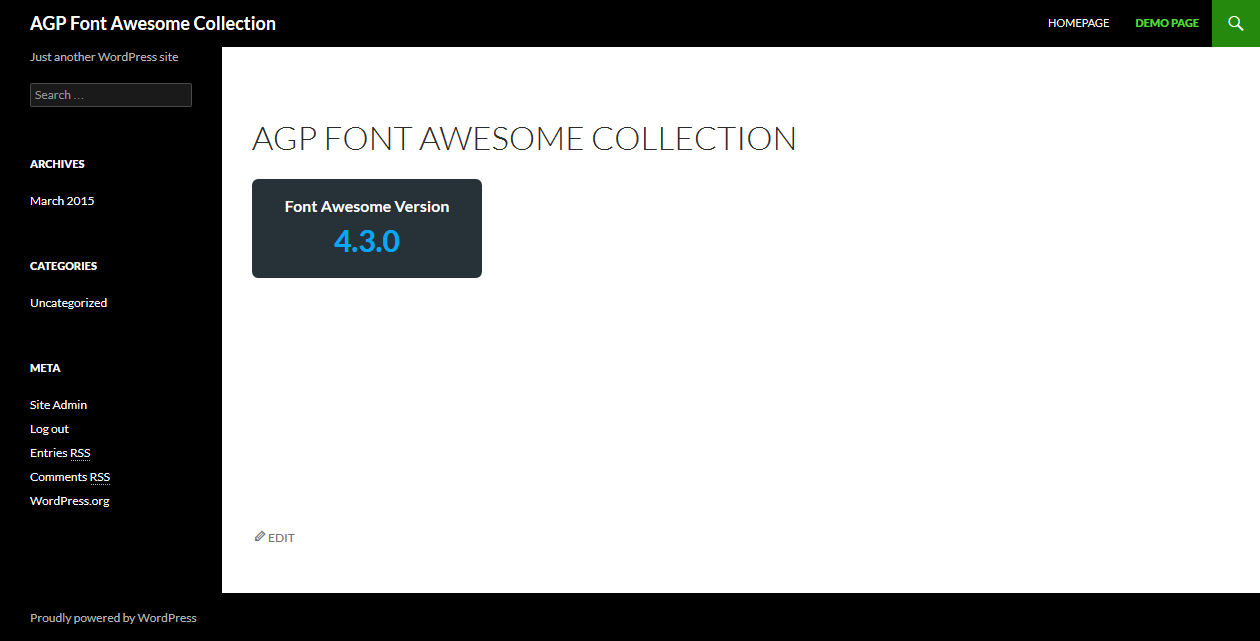 AGP Font Awesome Collection
HOMEPAGE
DEMO PAGE
Just another WordPress site
Search ...
ARCHIVES
March 2015
CATEGORIES
Uncategorized
META
Site Admin
Log out
Entries RSS
Comments RSS
WordPress.org
AGP FONT AWESOME COLLECTION
Font Awesome Version
4.3.0
EDIT
Proudly powered by WordPress